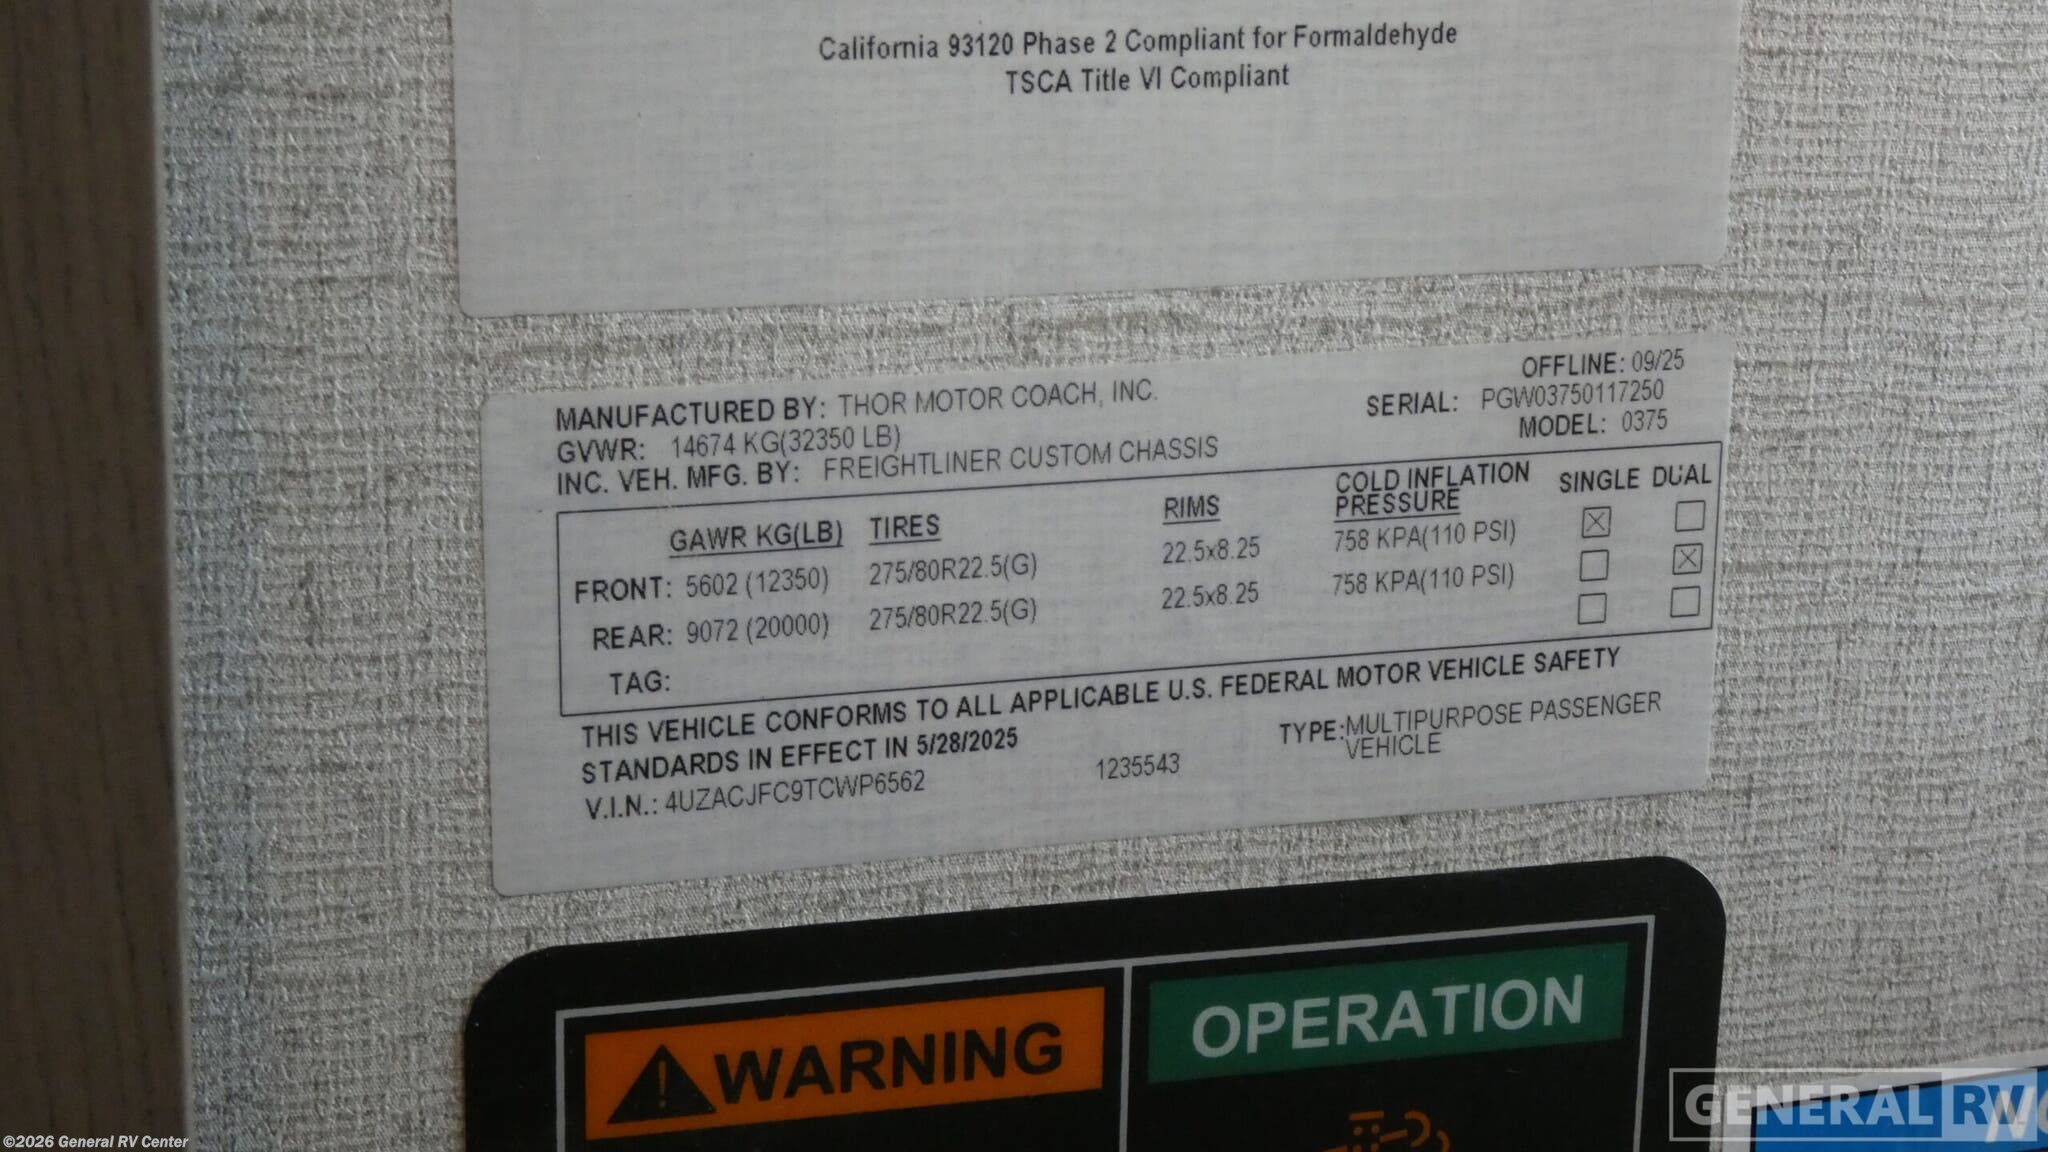 California 93120 Phase 2 Compliant for Formaldehyde
TSCA Title VI Compliant
OFFLINE: 09/25
MANUFACTURED BY: THOR MOTOR COACH, INC.
SERIAL: PGW03750117250
GVWR: 14674 KG(32350 LB)
MODEL: 0375
INC. VEH. MFG. BY: FREIGHTLINER CUSTOM CHASSIS
GAWR KG(LB) TIRES RIMS COLD INFLATION PRESSURE SINGLE DUAL
FRONT: 5602 (12350) 275/80R22.5(G) 22.5x8.25 758 KPA(110 PSI)
REAR: 9072 (20000) 275/80R22.5(G) 22.5x8.25 758 KPA(110 PSI)
TAG:
THIS VEHICLE CONFORMS TO ALL APPLICABLE U.S. FEDERAL MOTOR VEHICLE SAFETY
STANDARDS IN EFFECT IN 5/28/2025
TYPE: MULTIPURPOSE PASSENGER
VEHICLE
V.I.N.: 4UZACJFC9TCWP6562 1235543
WARNING
OPERATION
GENERAL RV
©2026 General RV Center